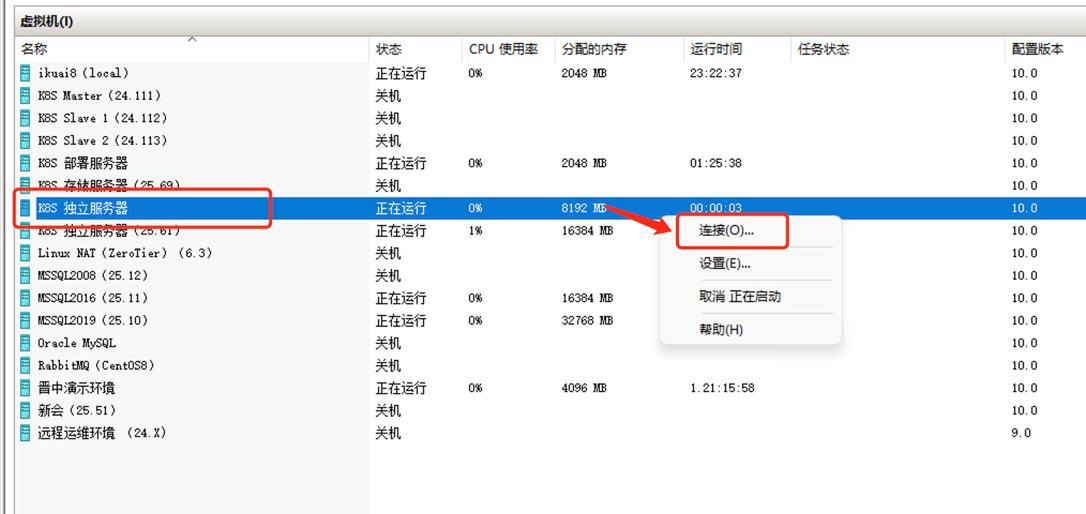 虚拟机(I)
名称 状态 CPU 使用率 分配的内存 运行时间 任务状态 配置版本
ikuai8 (local) 正在运行 0% 2048 MB 23:22:37 10.0
K8S Master (24.111) 关机 10.0
K8S Slave 1 (24.112) 关机 10.0
K8S Slave 2 (24.113) 关机 10.0
K8S 部署服务器 正在运行 0% 2048 MB 01:25:38 10.0
K8S 存储服务器 (25.69) 关机 10.0
K8S 独立服务器 正在运行 0% 8192 MB 00:00:03 10.0
K8S 独立服务器 (25.61) 正在运行 1% 16384 MB 10.0
连接(O)...
Linux NAT (ZeroTier) (6.3) 关机 10.0
设置(E)...
MSSQL2008 (25.12) 关机 10.0
MSSQL2016 (25.11) 正在运行 0% 16384 MB 10.0
取消 正在启动
MSSQL2019 (25.10) 正在运行 0% 32768 MB 10.0
帮助(H)
Oracle MySQL 关机 10.0
RabbitMQ (CentOS8) 关机 10.0
晋中演示环境 正在运行 0% 4096 MB 1.21:15:58 10.0
新会 (25.51) 关机 10.0
远程运维环境 (24.X) 关机 9.0